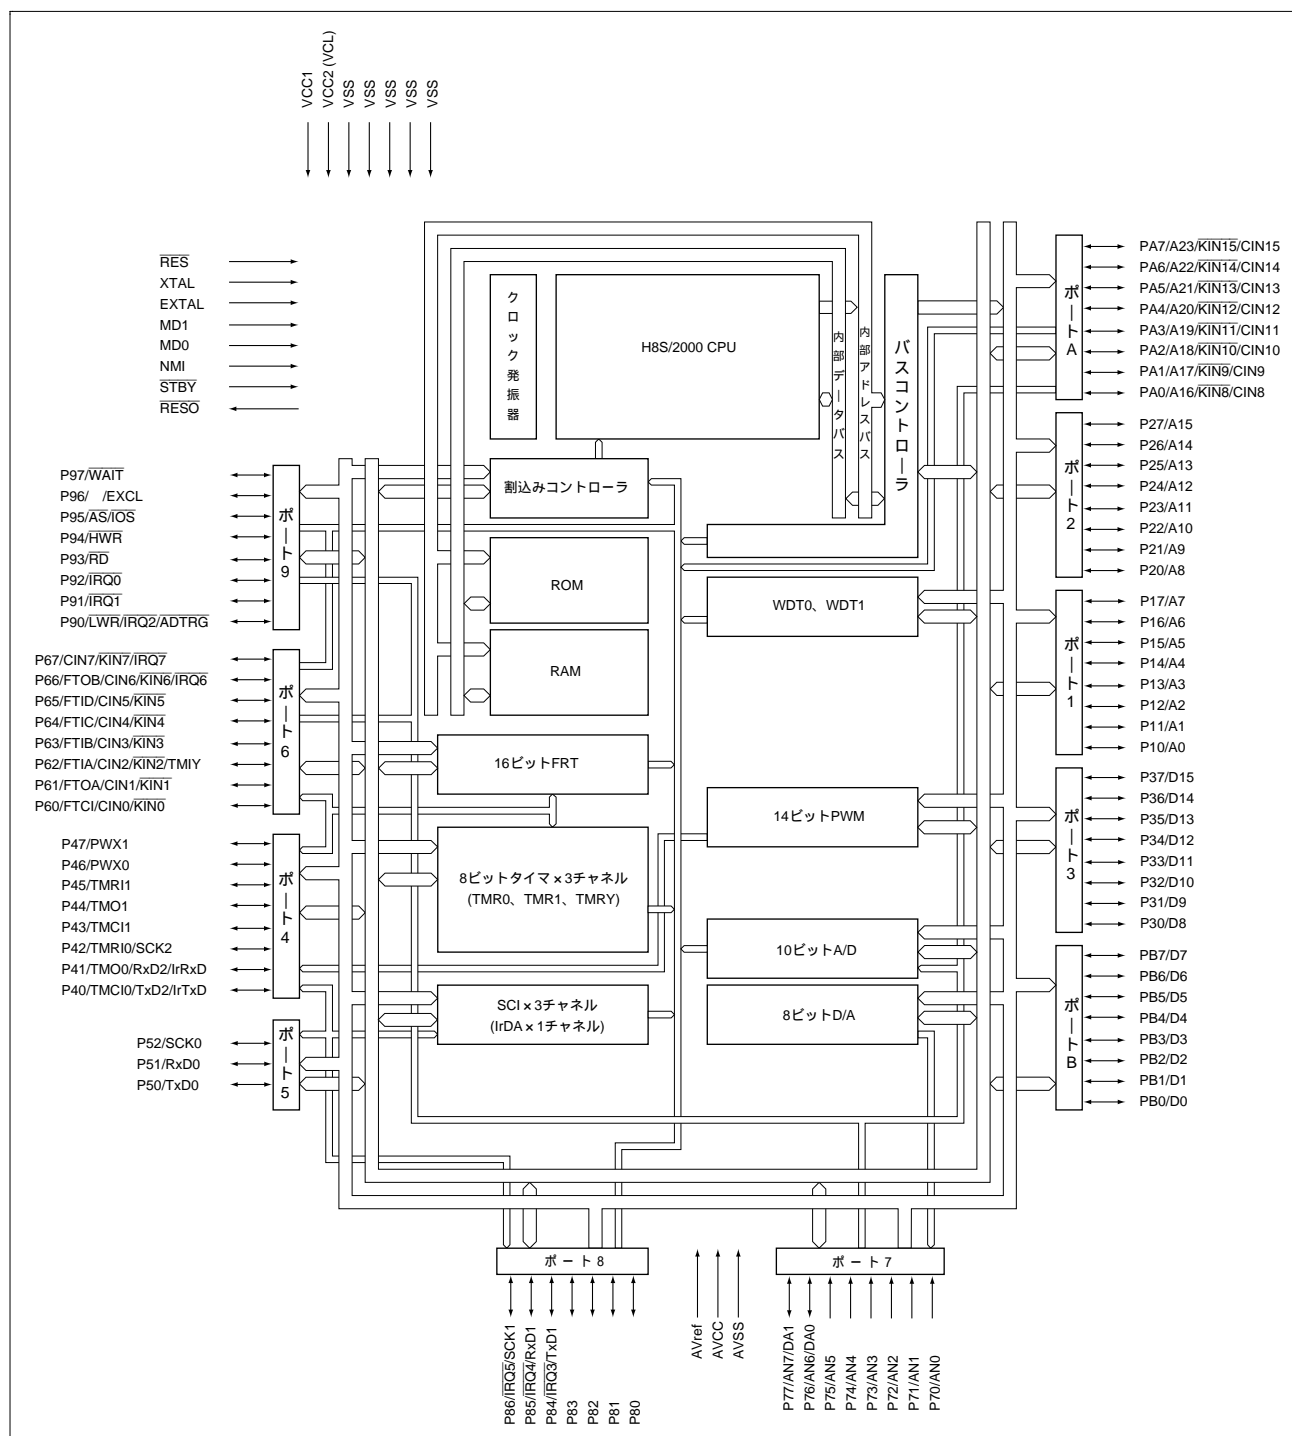 VCC1
VCC2 (VCL)
VSS
VSS
VSS
VSS
VSS
RES
XTAL
EXTAL
MD1
MD0
NMI
STBY
RESO
クロック発振器
H8S/2000 CPU
内部データバス
内部アドレスバス
バスコントローラ
割込みコントローラ
ROM
RAM
WDT0、WDT1
16ビットFRT
14ビットPWM
8ビットタイマ×3チャネル
(TMR0、TMR1、TMRY)
10ビットA/D
SCI×3チャネル
(IrDA×1チャネル)
8ビットD/A
P97/WAIT
P96/ /EXCL
P95/AS/IOS
P94/HWR
P93/RD
P92/IRQ0
P91/IRQ1
P90/LWR/IRQ2/ADTRG
ポート9
P67/CIN7/KIN7/IRQ7
P66/FTOB/CIN6/KIN6/IRQ6
P65/FTID/CIN5/KIN5
P64/FTIC/CIN4/KIN4
P63/FTIB/CIN3/KIN3
P62/FTIA/CIN2/KIN2/TMIY
P61/FTOA/CIN1/KIN1
P60/FTCI/CIN0/KIN0
ポート6
P47/PWX1
P46/PWX0
P45/TMRI1
P44/TMO1
P43/TMCI1
P42/TMRI0/SCK2
P41/TMO0/RxD2/IrRxD
P40/TMCI0/TxD2/IrTxD
ポート4
P52/SCK0
P51/RxD0
P50/TxD0
ポート5
ポートA
PA7/A23/KIN15/CIN15
PA6/A22/KIN14/CIN14
PA5/A21/KIN13/CIN13
PA4/A20/KIN12/CIN12
PA3/A19/KIN11/CIN11
PA2/A18/KIN10/CIN10
PA1/A17/KIN9/CIN9
PA0/A16/KIN8/CIN8
ポート2
P27/A15
P26/A14
P25/A13
P24/A12
P23/A11
P22/A10
P21/A9
P20/A8
ポート1
P17/A7
P16/A6
P15/A5
P14/A4
P13/A3
P12/A2
P11/A1
P10/A0
ポート3
P37/D15
P36/D14
P35/D13
P34/D12
P33/D11
P32/D10
P31/D9
P30/D8
ポートB
PB7/D7
PB6/D6
PB5/D5
PB4/D4
PB3/D3
PB2/D2
PB1/D1
PB0/D0
ポート8
P86/IRQ5/SCK1
P85/IRQ4/RxD1
P84/IRQ3/TxD1
P83
P82
P81
P80
AVref
AVCC
AVSS
ポート7
P77/AN7/DA1
P76/AN6/DA0
P75/AN5
P74/AN4
P73/AN3
P72/AN2
P71/AN1
P70/AN0